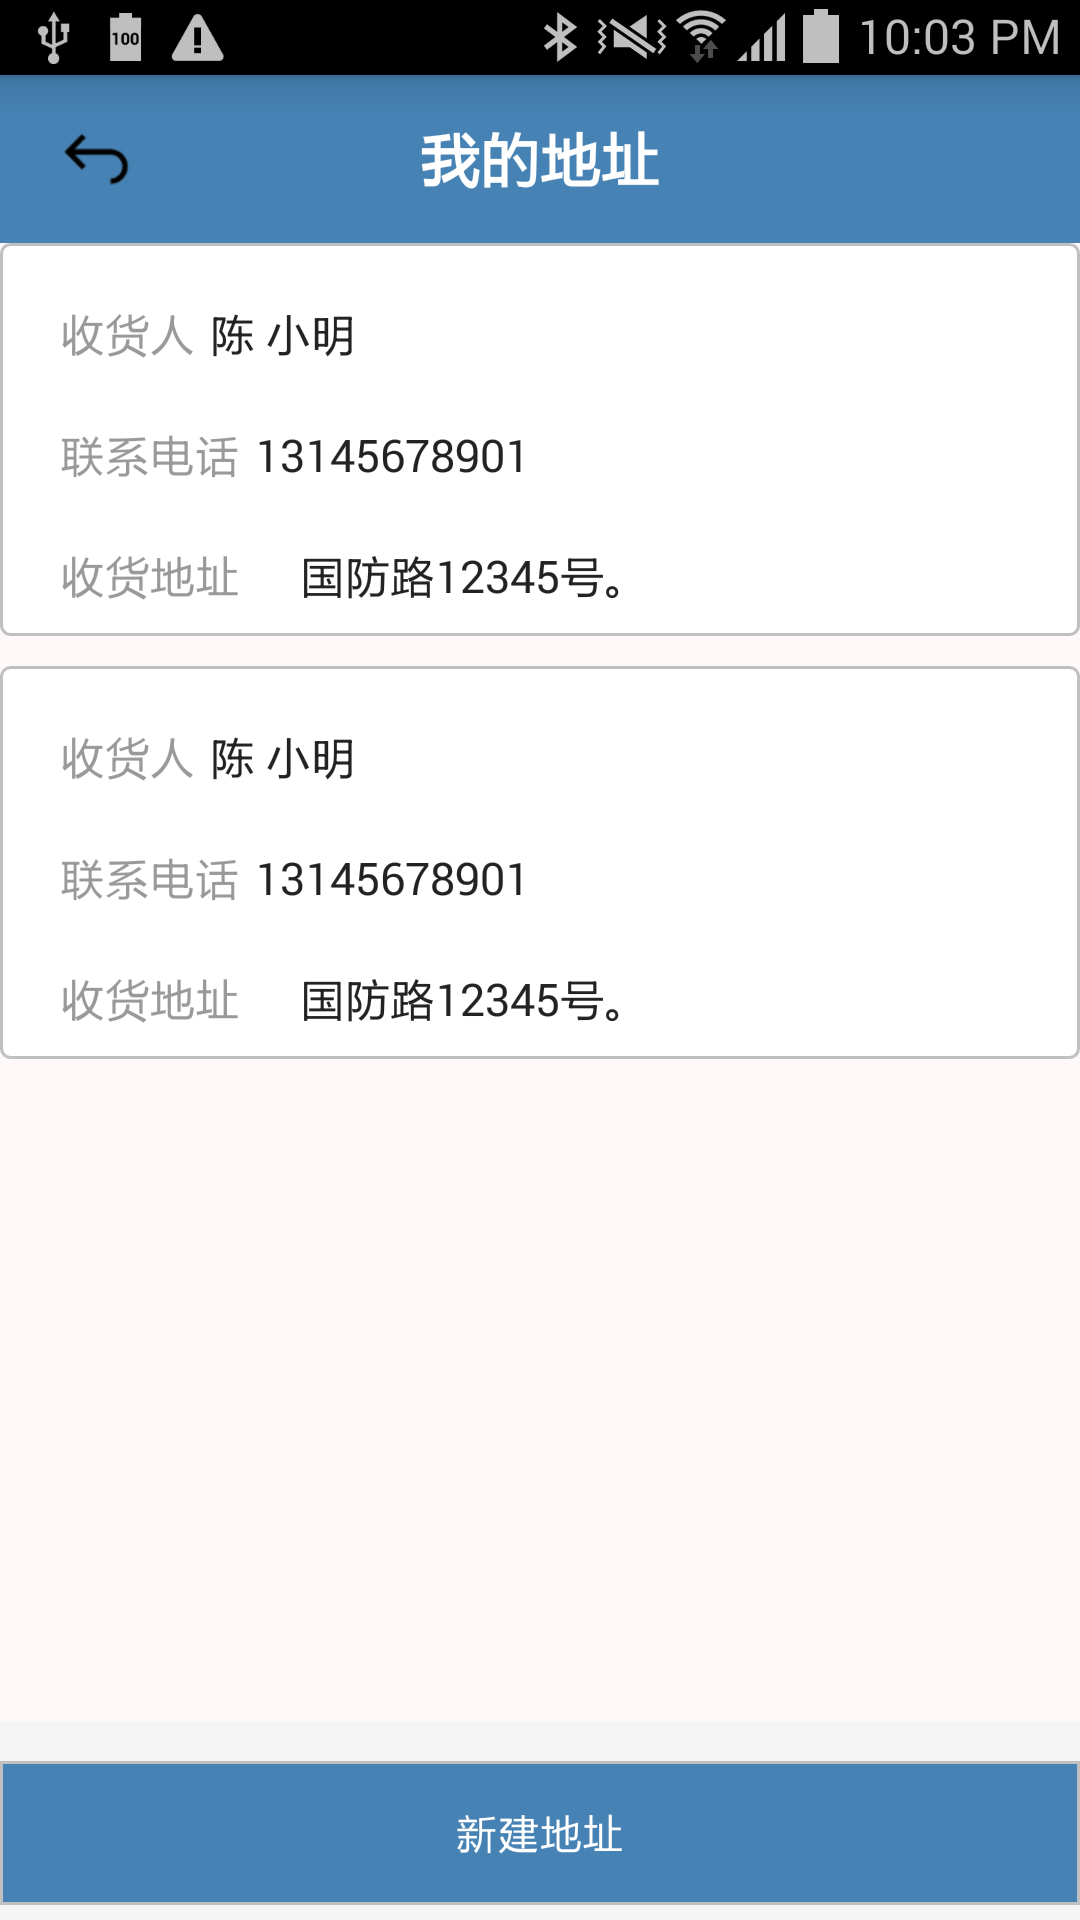 100
10:03 PM
我的地址
收货人 陈 小明
联系电话 13145678901
收货地址 国防路12345号。
收货人 陈 小明
联系电话 13145678901
收货地址 国防路12345号。
新建地址